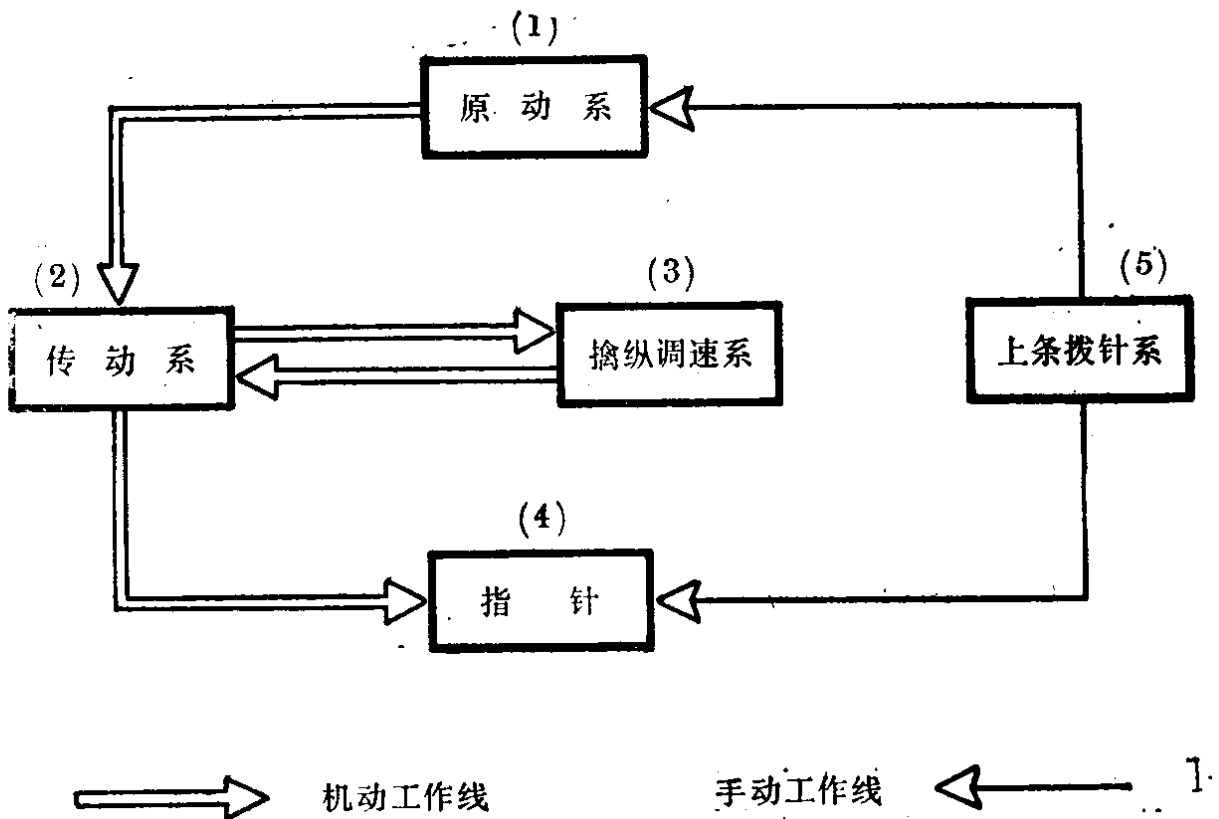 (1)
原动系
(2)
传动系
(3)
擒纵调速系
(5)
上条拨针系
(4)
指针
机动工作线
手动工作线